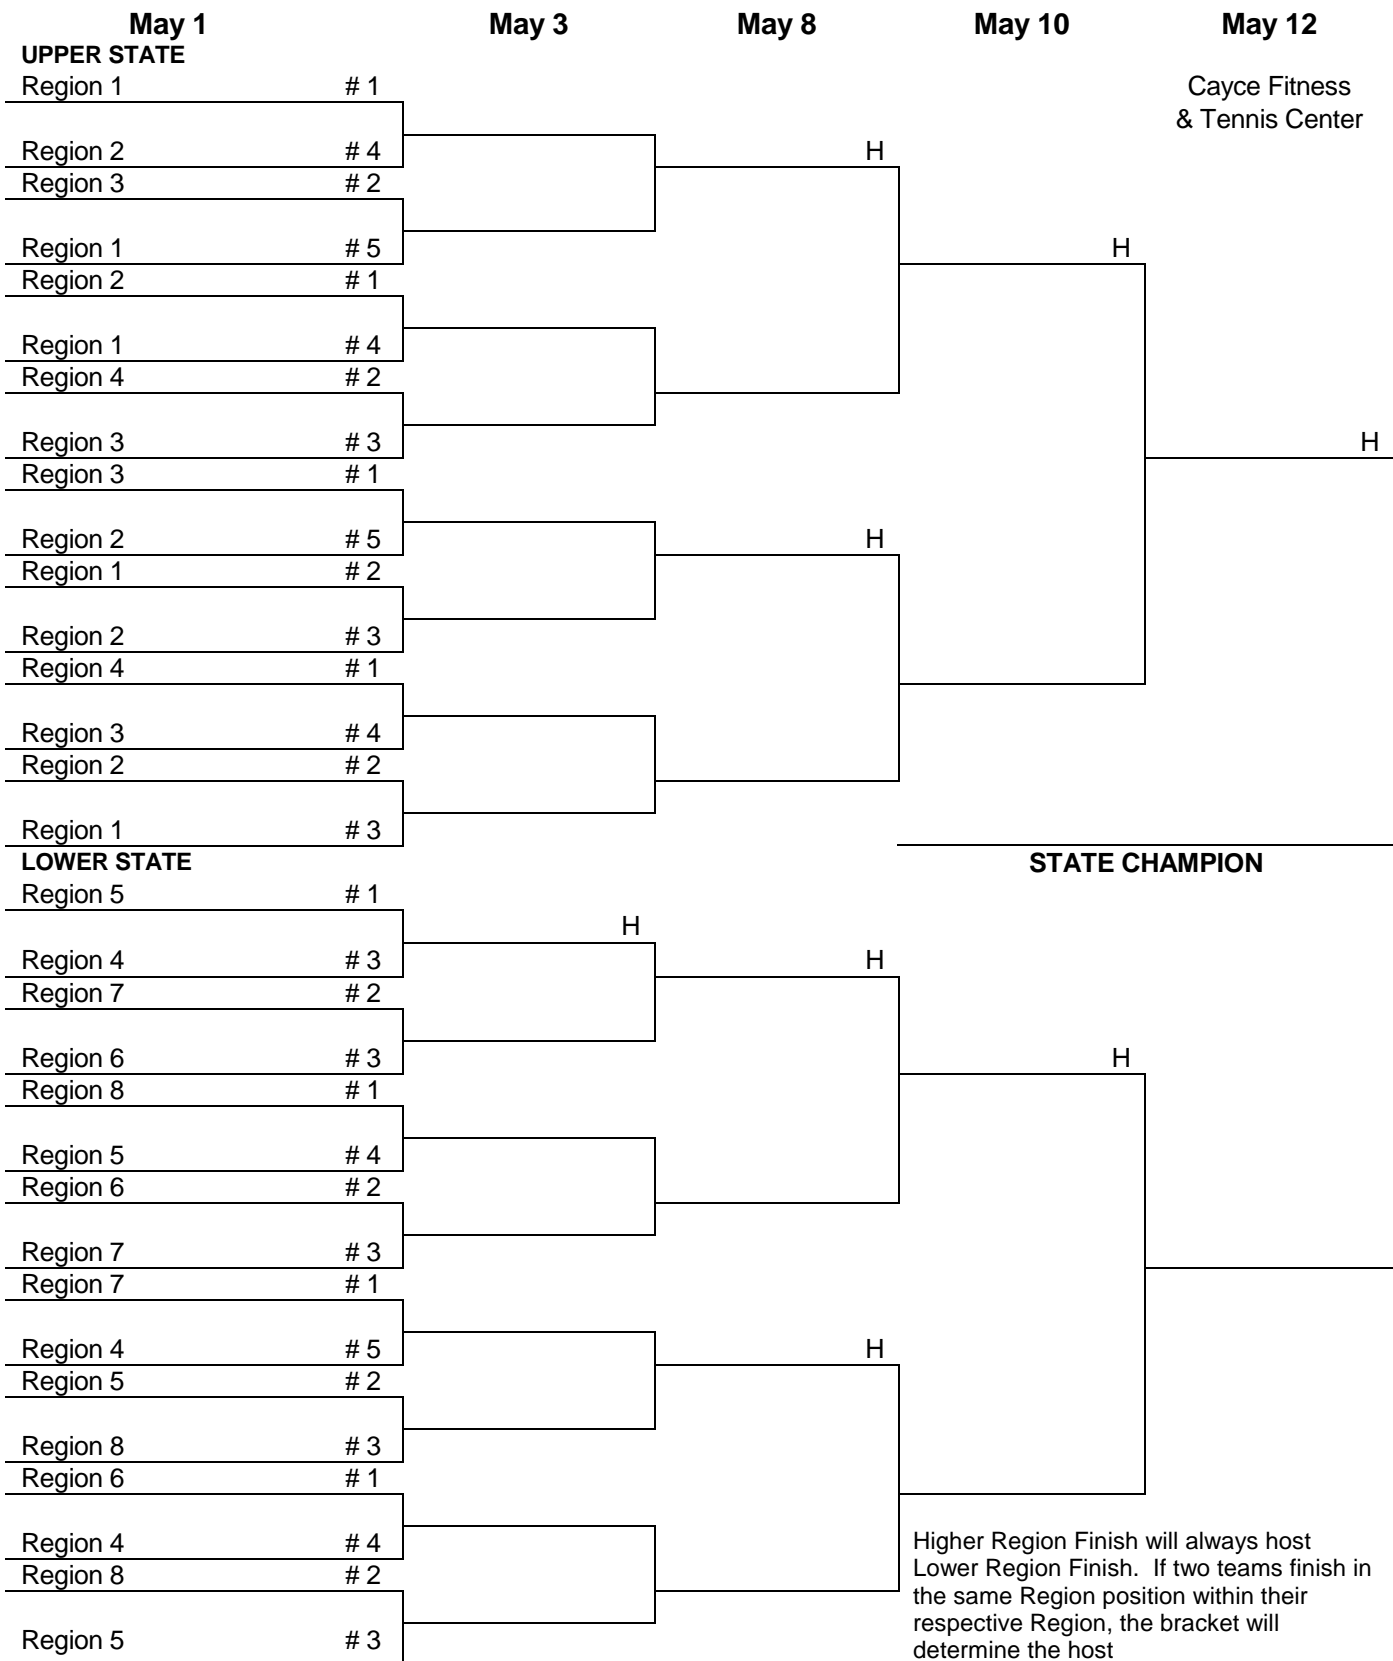 May 1 May 3 May 8 May 10 May 12
UPPER STATE
Region 1 # 1 Cayce Fitness
& Tennis Center
Region 2 # 4 H
Region 3 # 2
Region 1 # 5 H
Region 2 # 1
Region 1 # 4
Region 4 # 2
Region 3 # 3 H
Region 3 # 1
Region 2 # 5 H
Region 1 # 2
Region 2 # 3
Region 4 # 1
Region 3 # 4
Region 2 # 2
Region 1 # 3
LOWER STATE STATE CHAMPION
Region 5 # 1
H
Region 4 # 3 H
Region 7 # 2
Region 6 # 3 H
Region 8 # 1
Region 5 # 4
Region 6 # 2
Region 7 # 3
Region 7 # 1
Region 4 # 5 H
Region 5 # 2
Region 8 # 3
Region 6 # 1
Region 4 # 4
Region 8 # 2
Region 5 # 3
Higher Region Finish will always host
Lower Region Finish. If two teams finish in
the same Region position within their
respective Region, the bracket will
determine the host